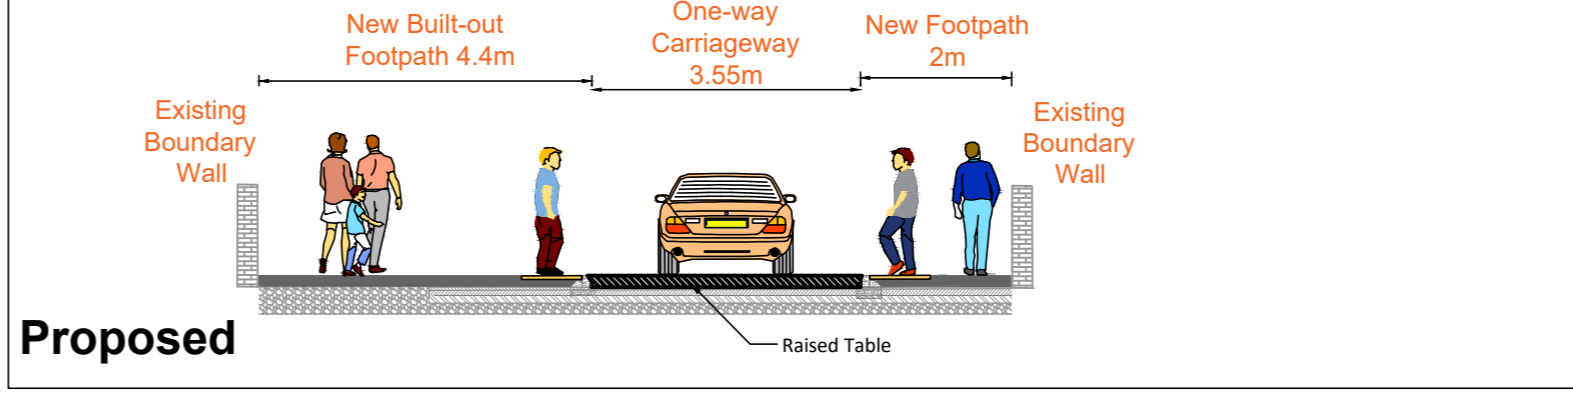 New Built-out
Footpath 4.4m
One-way
Carriageway
3.55m
New Footpath
2m
Existing
Boundary
Wall
Existing
Boundary
Wall
Raised Table
Proposed